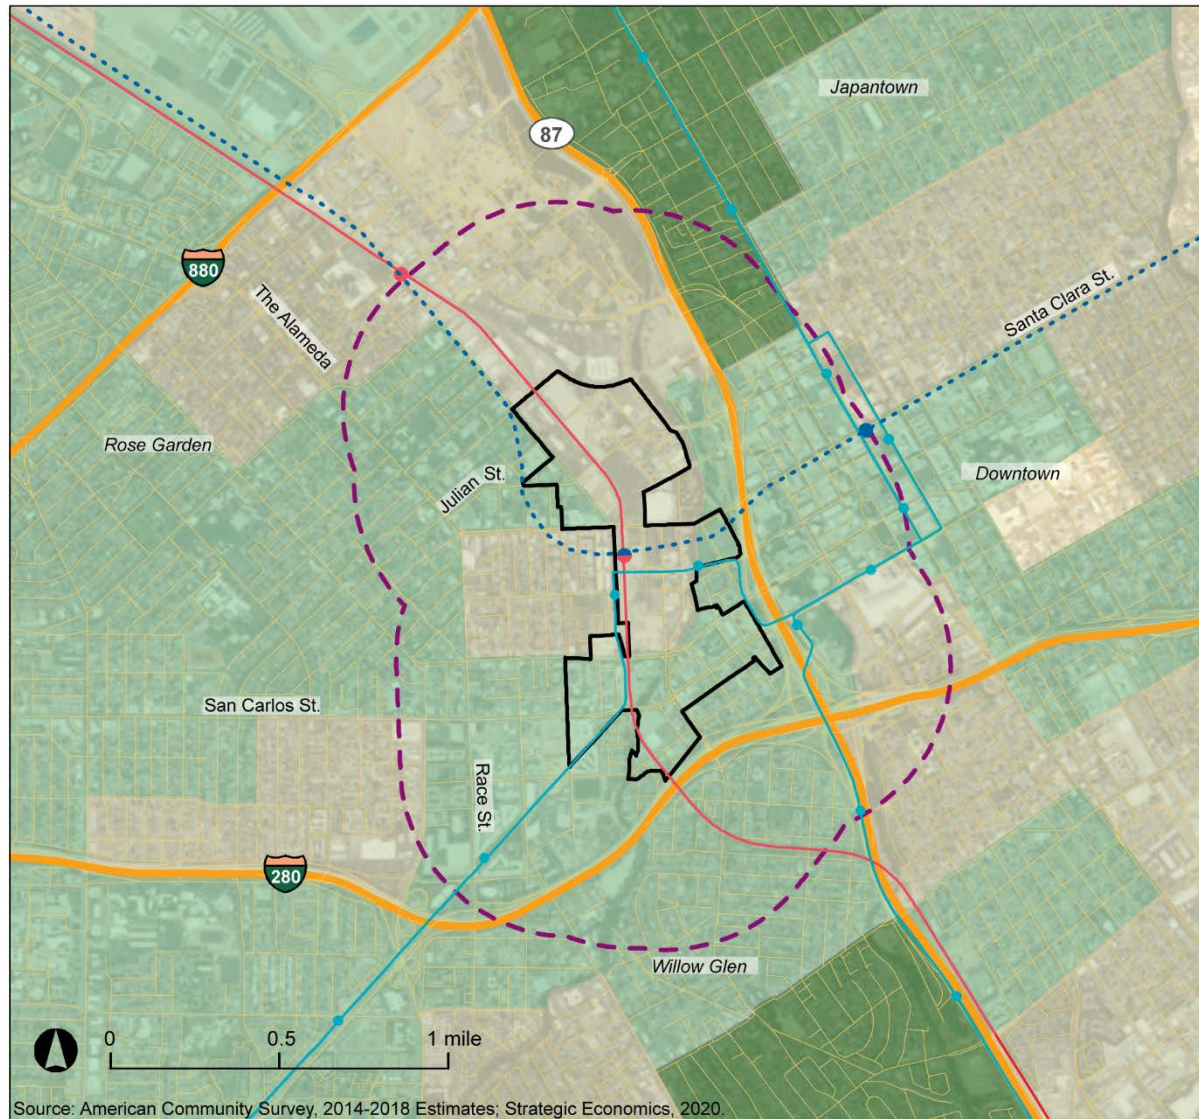 Japantown
87
880
The Alameda
Santa Clara St.
Rose Garden
Julian St.
Downtown
San Carlos St.
Race St.
280
Willow Glen
0 0.5 1 mile
Source: American Community Survey, 2014-2018 Estimates; Strategic Economics, 2020.